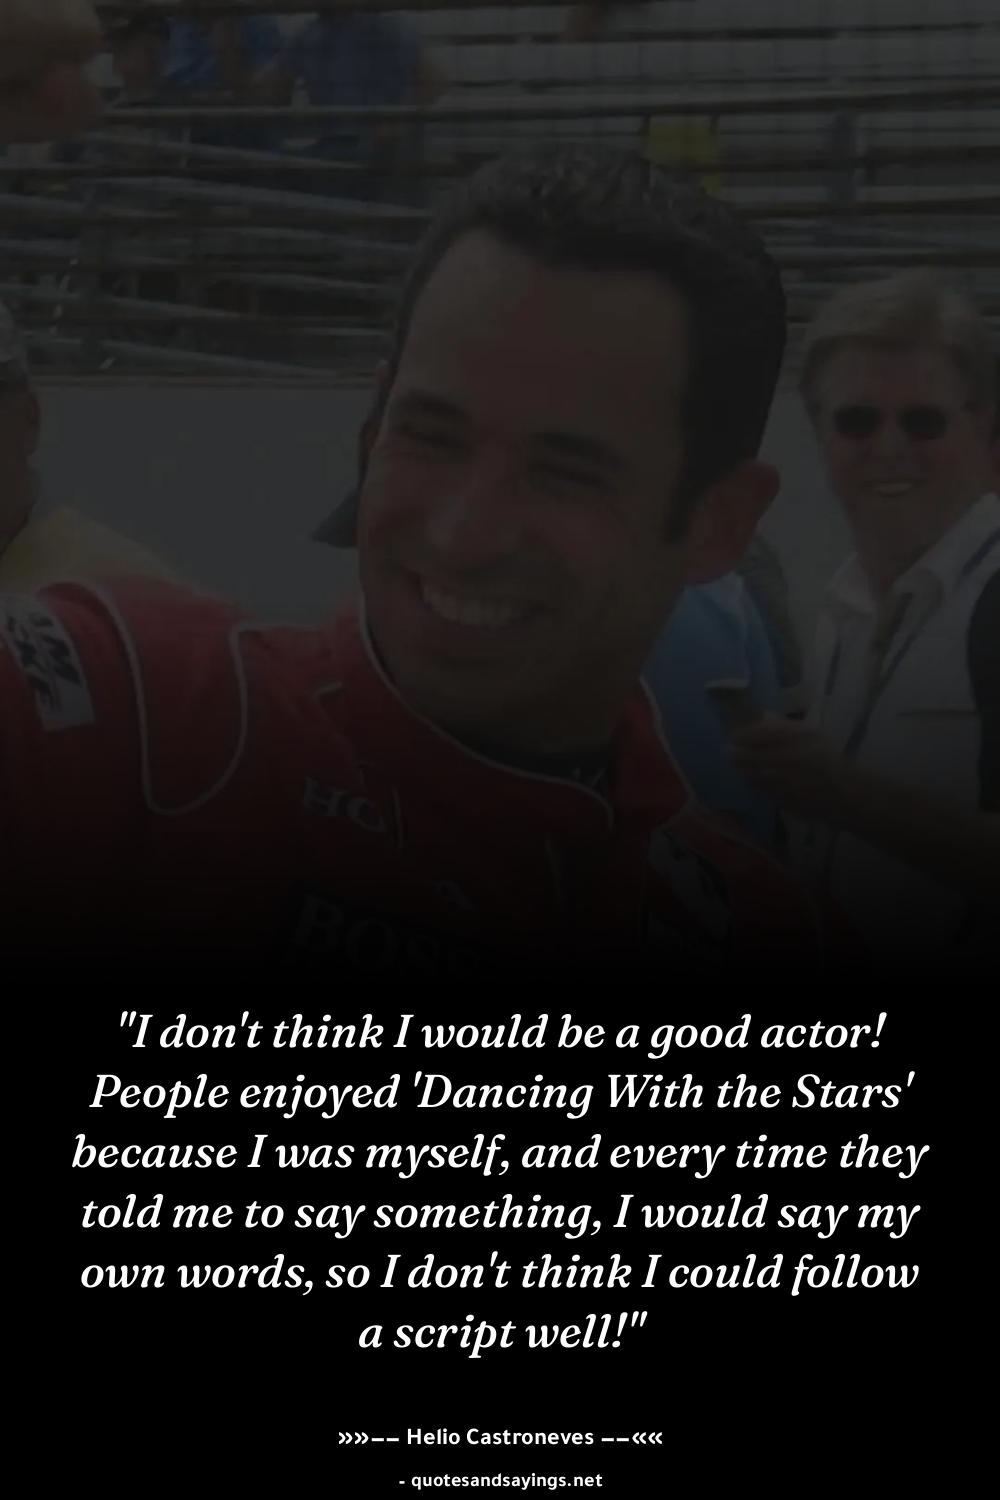 HO
BOSE
"I don't think I would be a good actor!
People enjoyed 'Dancing With the Stars'
because I was myself, and every time they
told me to say something, I would say my
own words, so I don't think I could follow
a script well!"
»»–– Helio Castroneves ––««
- quotesandsayings.net